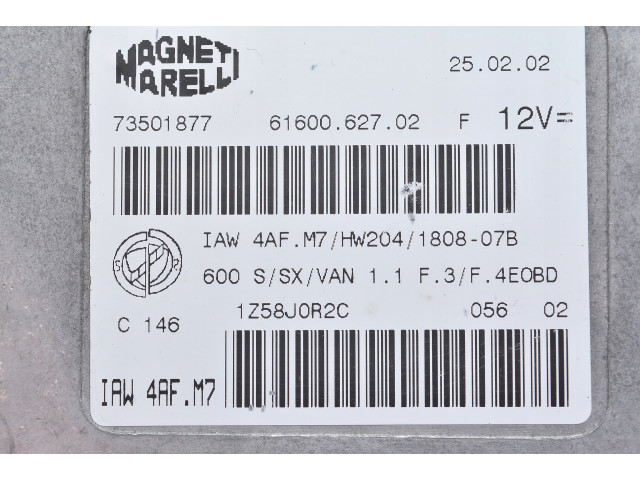 MAGNETI
MARELLI
25.02.02
73501877 61600.627.02 F 12V=
IAW 4AF.M7/HW204/1808-07B
S R
600 S/SX/VAN 1.1 F.3/F.4EOBD
C 146 1Z58J0R2C 056 02
IAW 4AF.M7